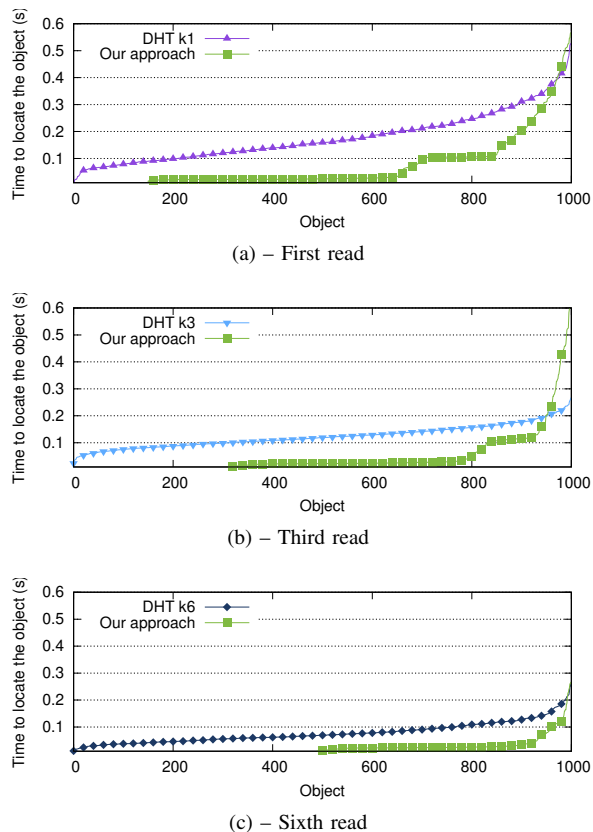 Time to locate the object (s)
0.6
0.5
0.4
0.3
0.2
0.1
DHT k1
Our approach
0 200 400 600 800 1000
Object
(a) – First read
Time to locate the object (s)
0.6
0.5
0.4
0.3
0.2
0.1
DHT k3
Our approach
0 200 400 600 800 1000
Object
(b) – Third read
Time to locate the object (s)
0.6
0.5
0.4
0.3
0.2
0.1
DHT k6
Our approach
0 200 400 600 800 1000
Object
(c) – Sixth read